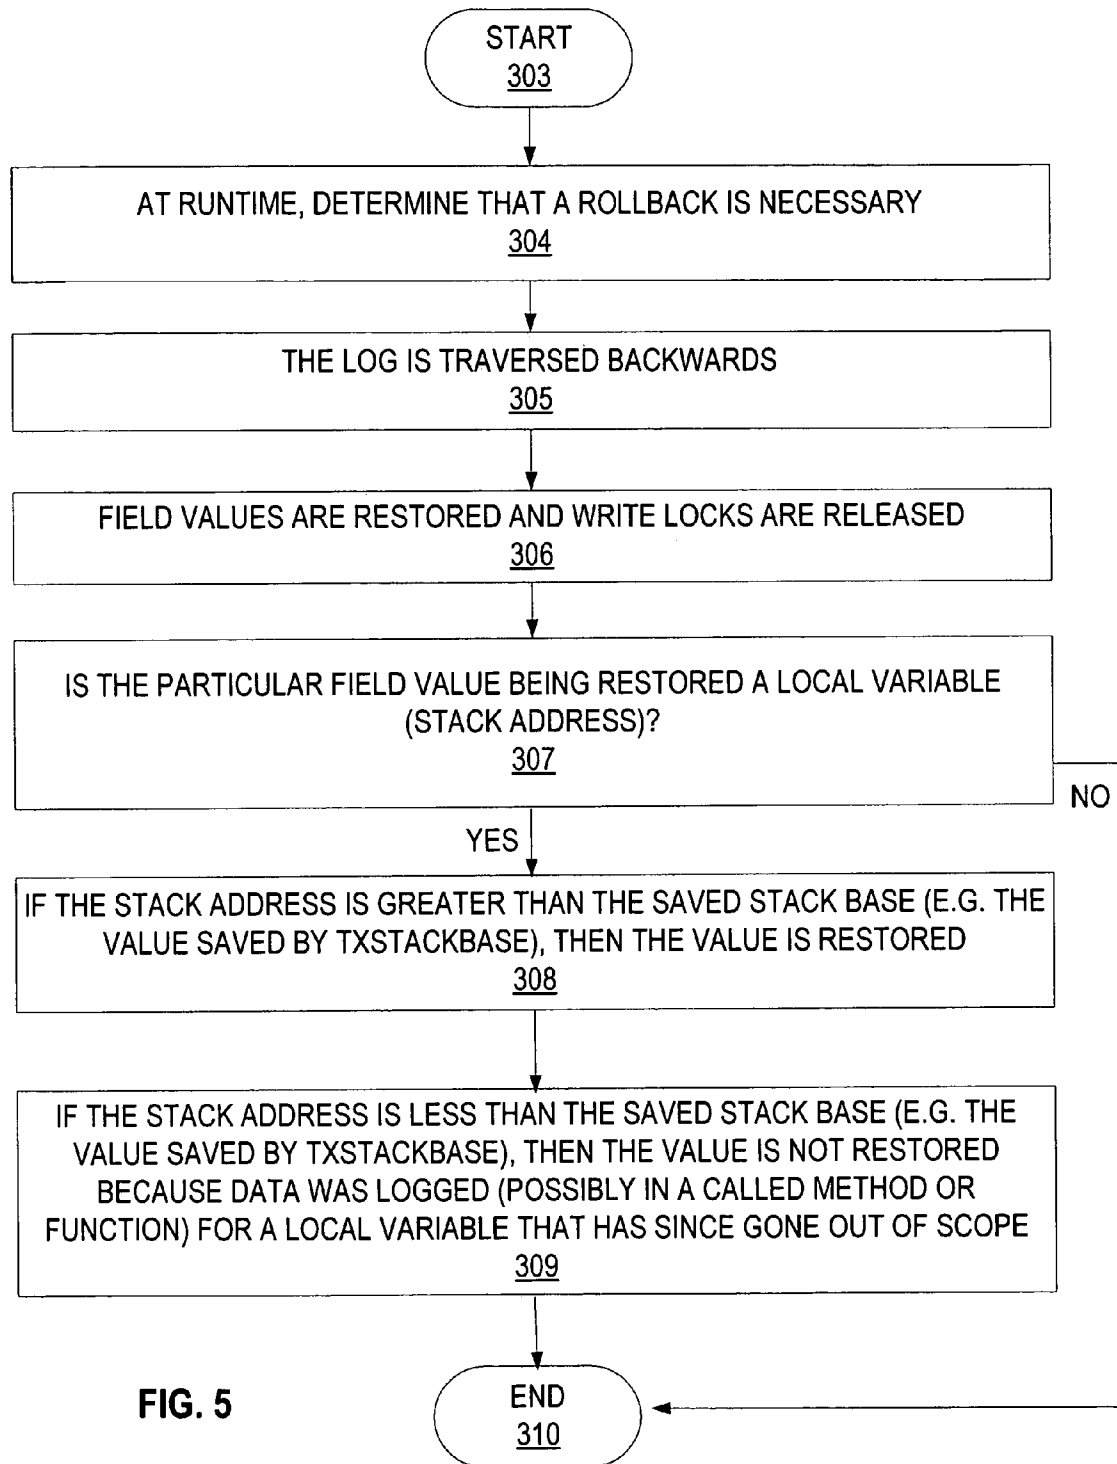 START
303
AT RUNTIME, DETERMINE THAT A ROLLBACK IS NECESSARY
304
THE LOG IS TRAVERSED BACKWARDS
305
FIELD VALUES ARE RESTORED AND WRITE LOCKS ARE RELEASED
306
IS THE PARTICULAR FIELD VALUE BEING RESTORED A LOCAL VARIABLE
(STACK ADDRESS)?
307
NO
YES
IF THE STACK ADDRESS IS GREATER THAN THE SAVED STACK BASE (E.G. THE
VALUE SAVED BY TXSTACKBASE), THEN THE VALUE IS RESTORED
308
IF THE STACK ADDRESS IS LESS THAN THE SAVED STACK BASE (E.G. THE
VALUE SAVED BY TXSTACKBASE), THEN THE VALUE IS NOT RESTORED
BECAUSE DATA WAS LOGGED (POSSIBLY IN A CALLED METHOD OR
FUNCTION) FOR A LOCAL VARIABLE THAT HAS SINCE GONE OUT OF SCOPE
309
FIG. 5
END
310